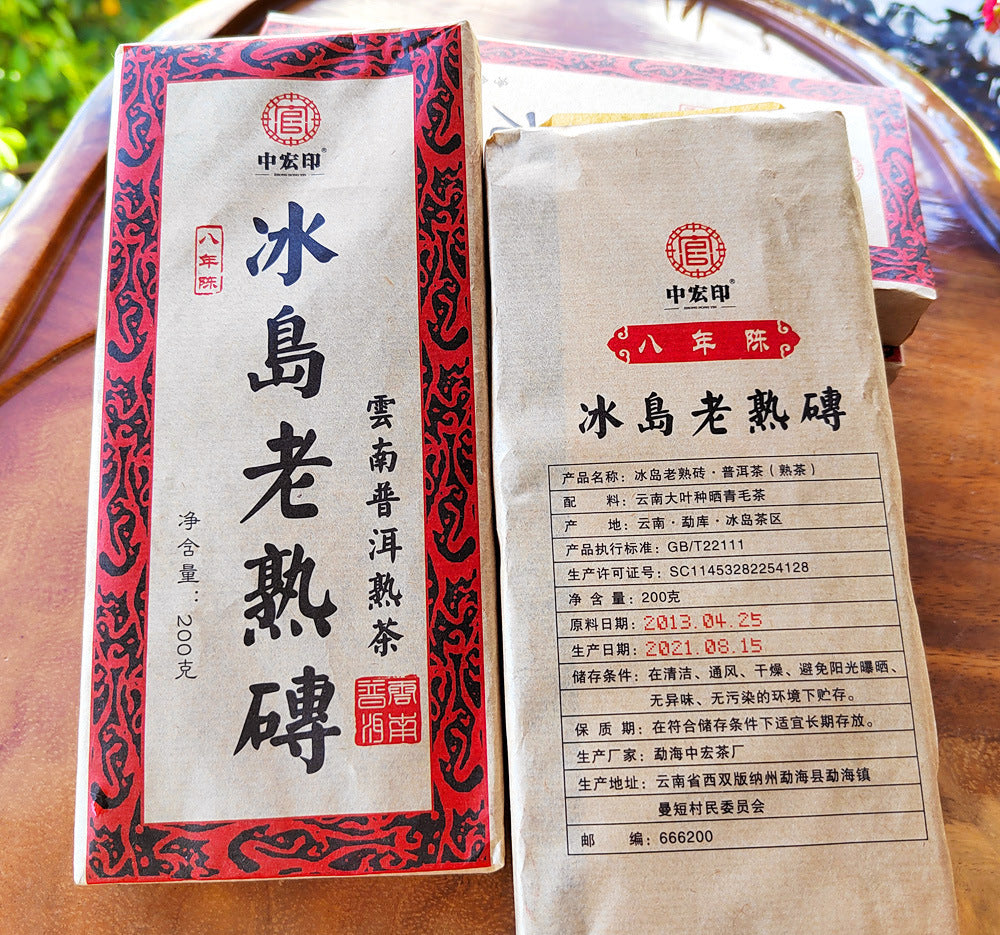 中宏印®
ZHONG HONG YIN
八年陈
冰島老熟磚
雲南普洱熟茶
净含量：200克
雲南普洱
中宏印®
ZHONG HONG YIN
八年陈
冰島老熟磚
产品名称：冰岛老熟砖·普洱茶（熟茶）
配 料：云南大叶种晒青毛茶
产 地：云南·勐库·冰岛茶区
产品执行标准：GB/T22111
生产许可证号：SC11453282254128
净 含 量：200克
原料日期：2013.04.25
生产日期：2021.08.15
储存条件：在清洁、通风、干燥、避免阳光曝晒、
无异味、无污染的环境下贮存。
保 质 期：在符合储存条件下适宜长期存放。
生产厂家：勐海中宏茶厂
生产地址：云南省西双版纳州勐海县勐海镇
曼短村民委员会
邮 编：666200